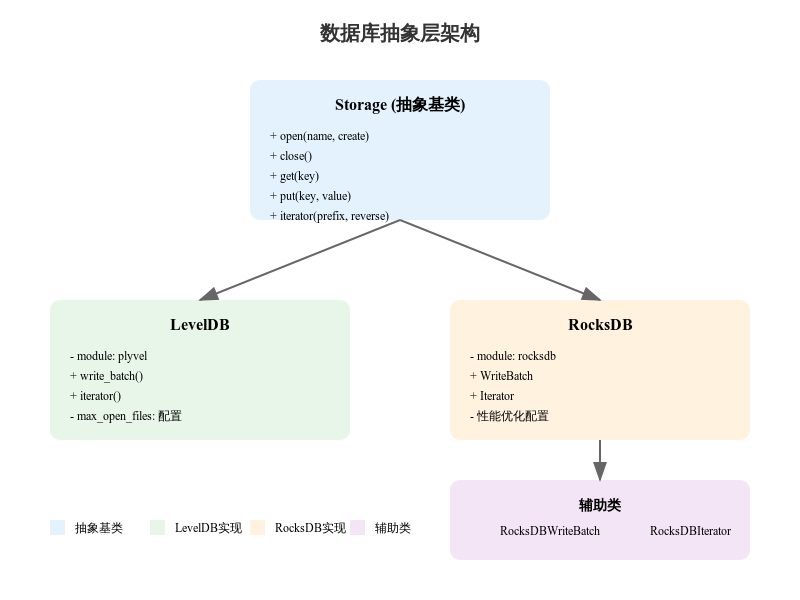 数据库抽象层架构
Storage (抽象基类)
+ open(name, create)
+ close()
+ get(key)
+ put(key, value)
+ iterator(prefix, reverse)
LevelDB
- module: plyvel
+ write_batch()
+ iterator()
- max_open_files: 配置
RocksDB
- module: rocksdb
+ WriteBatch
+ Iterator
- 性能优化配置
辅助类
RocksDBWriteBatch RocksDBIterator
抽象基类 LevelDB实现 RocksDB实现 辅助类